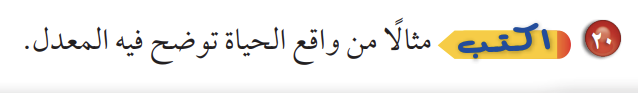 ٢٠ اكتب مثالًا من واقع الحياة توضح فيه المعدل.